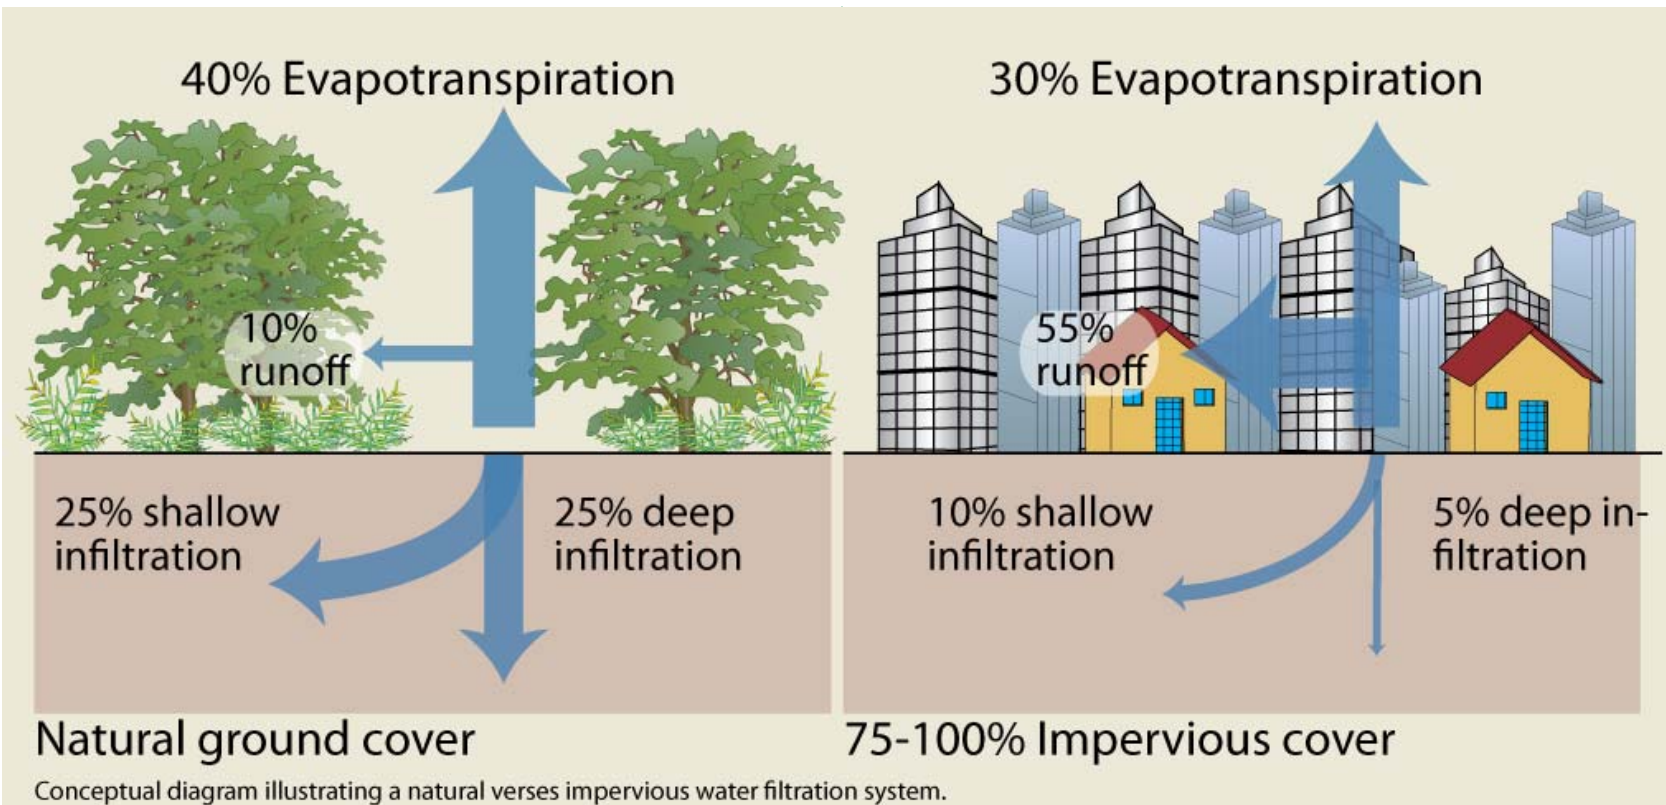 40% Evapotranspiration
10%
runoff
25% shallow
infiltration
25% deep
infiltration
Natural ground cover
30% Evapotranspiration
55%
runoff
10% shallow
infiltration
5% deep in-
filtration
75-100% Impervious cover
Conceptual diagram illustrating a natural verses impervious water filtration system.